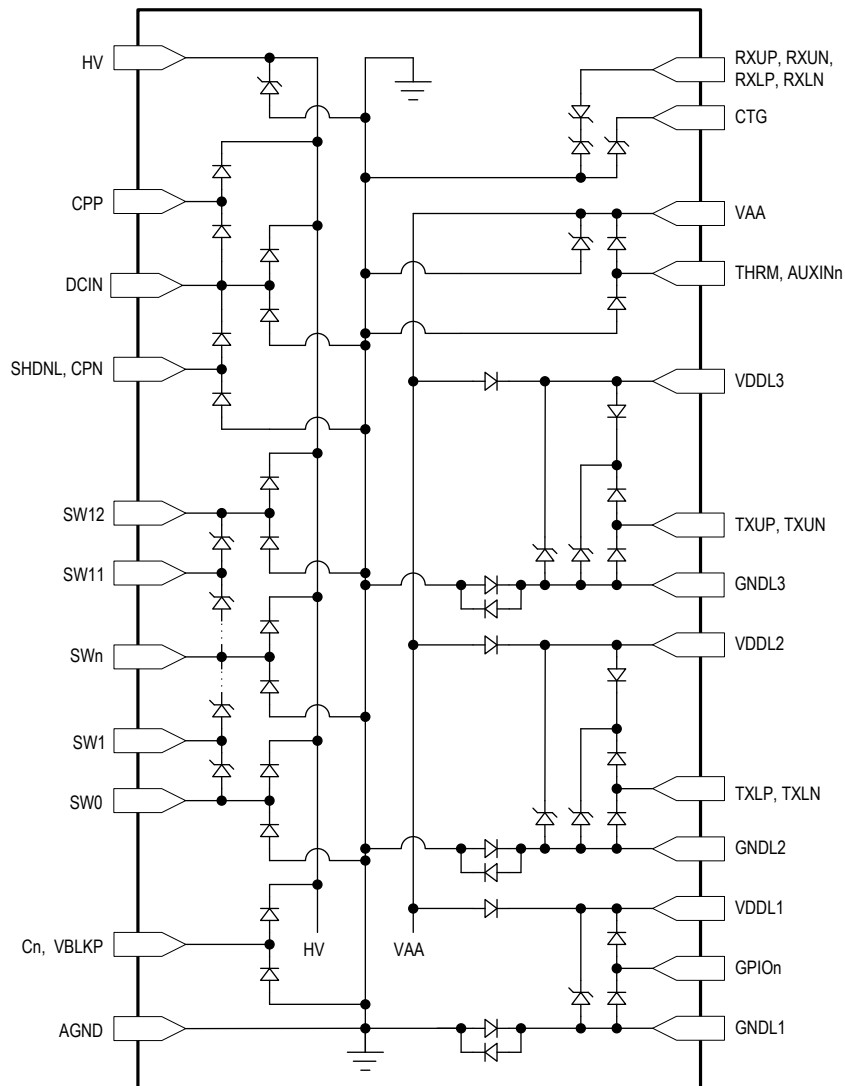 HV
CPP
DCIN
SHDNL, CPN
SW12
SW11
SWn
SW1
SW0
Cn, VBLKP
AGND
HV
VAA
RXUP, RXUN,
RXLP, RXLN
CTG
VAA
THRM, AUXINn
VDDL3
TXUP, TXUN
GNDL3
VDDL2
TXLP, TXLN
GNDL2
VDDL1
GPIOn
GNDL1